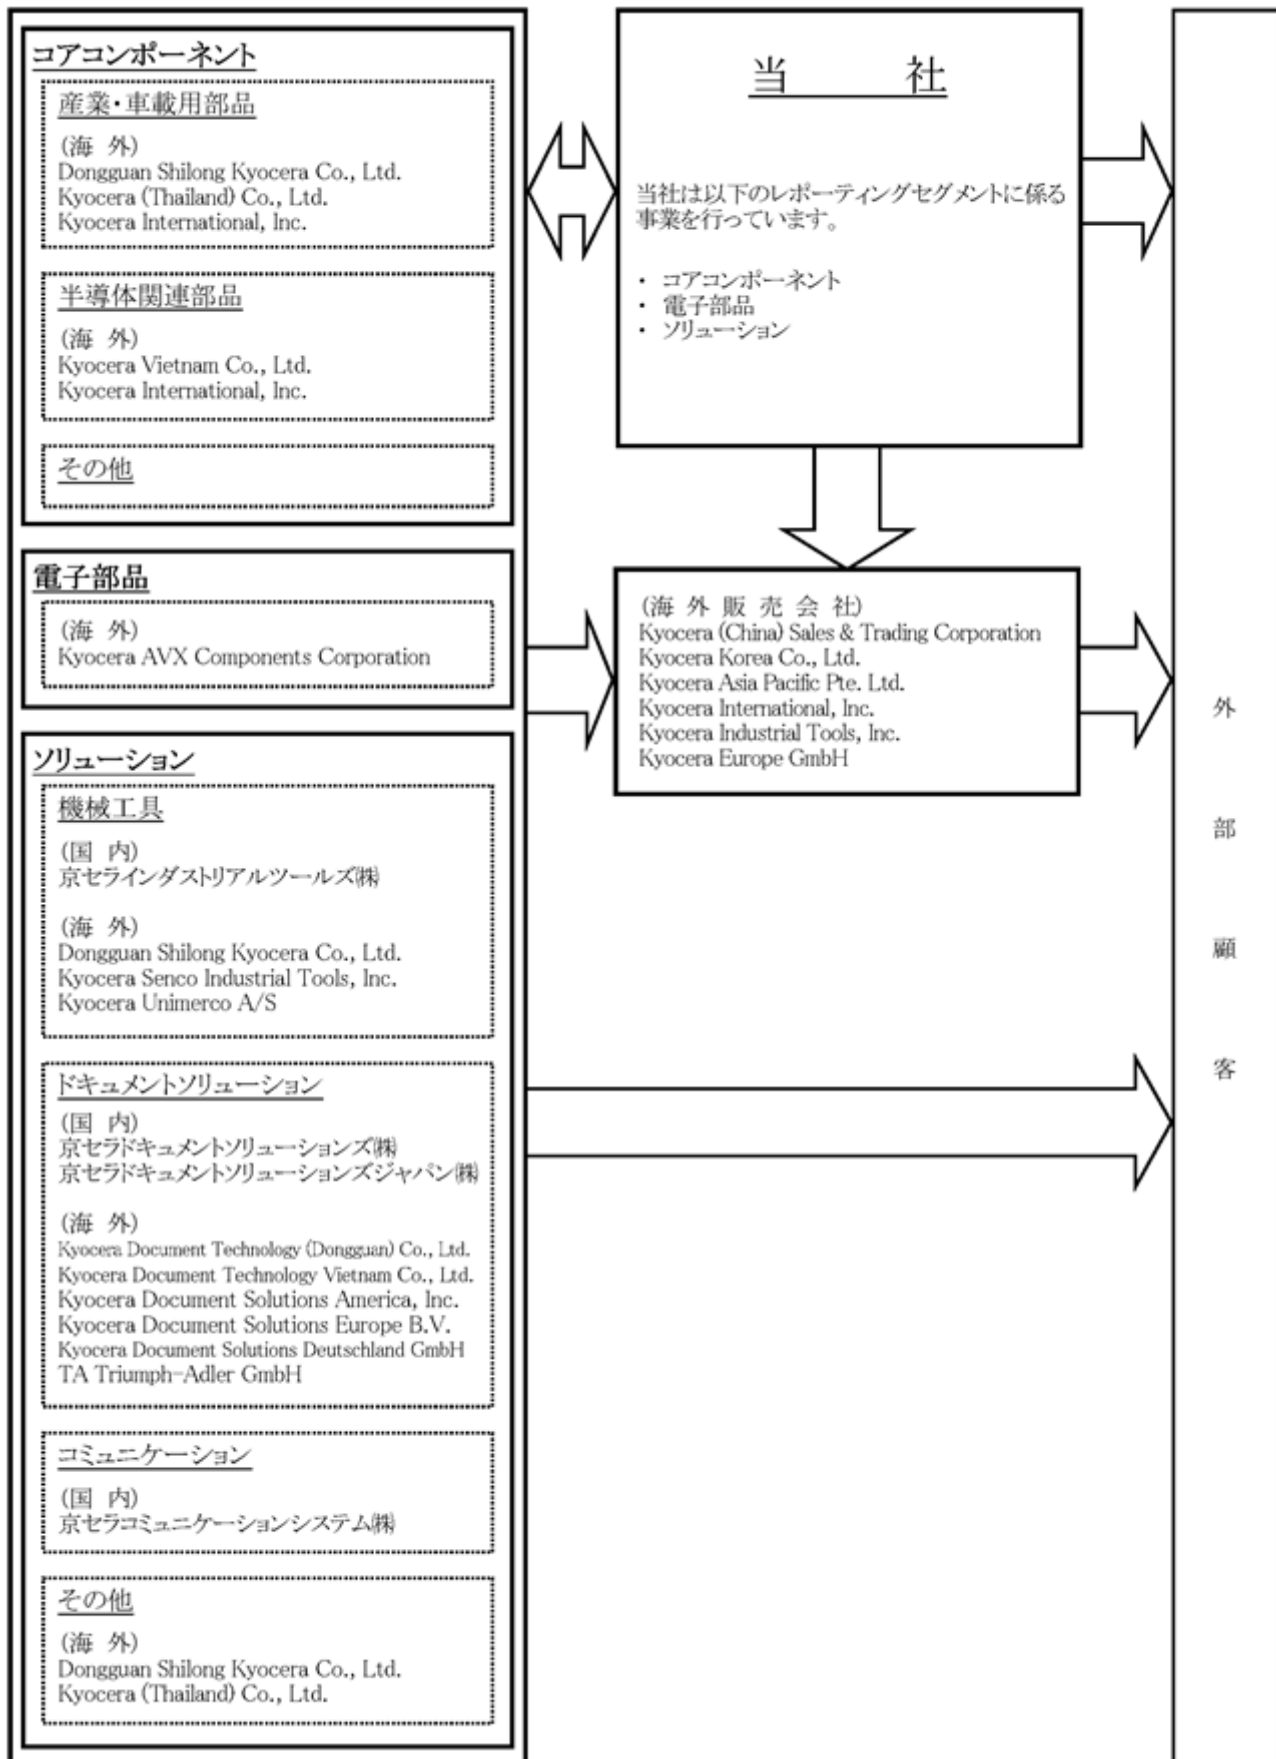 コアコンポーネント
産業・車載用部品
(海 外)
Dongguan Shilong Kyocera Co., Ltd.
Kyocera (Thailand) Co., Ltd.
Kyocera International, Inc.
半導体関連部品
(海 外)
Kyocera Vietnam Co., Ltd.
Kyocera International, Inc.
その他
電子部品
(海 外)
Kyocera AVX Components Corporation
ソリューション
機械工具
(国 内)
京セラインダストリアルツールズ㈱
(海 外)
Dongguan Shilong Kyocera Co., Ltd.
Kyocera Senco Industrial Tools, Inc.
Kyocera Unimerco A/S
ドキュメントソリューション
(国 内)
京セラドキュメントソリューションズ㈱
京セラドキュメントソリューションズジャパン㈱
(海 外)
Kyocera Document Technology (Dongguan) Co., Ltd.
Kyocera Document Technology Vietnam Co., Ltd.
Kyocera Document Solutions America, Inc.
Kyocera Document Solutions Europe B.V.
Kyocera Document Solutions Deutschland GmbH
TA Triumph-Adler GmbH
コミュニケーション
(国 内)
京セラコミュニケーションシステム㈱
その他
(海 外)
Dongguan Shilong Kyocera Co., Ltd.
Kyocera (Thailand) Co., Ltd.
当 社
当社は以下のレポーティングセグメントに係る
事業を行っています。
・ コアコンポーネント
・ 電子部品
・ ソリューション
(海 外 販 売 会 社)
Kyocera (China) Sales & Trading Corporation
Kyocera Korea Co., Ltd.
Kyocera Asia Pacific Pte. Ltd.
Kyocera International, Inc.
Kyocera Industrial Tools, Inc.
Kyocera Europe GmbH
外部顧客